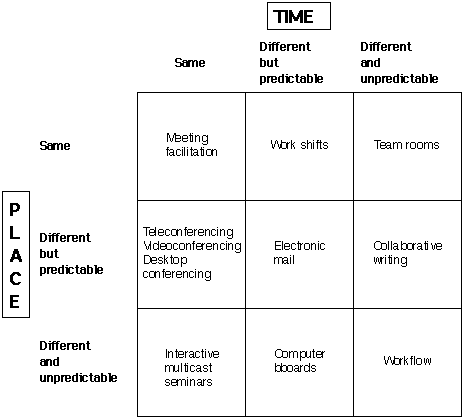 TIME
Same
Different
but
predictable
Different
and
unpredictable
Same
Meeting
facilitation
Work shifts
Team rooms
P
L
A
C
E
Different
but
predictable
Teleconferencing
Videoconferencing
Desktop
conferencing
Electronic
mail
Collaborative
writing
Different
and
unpredictable
Interactive
multicast
seminars
Computer
bboards
Workflow